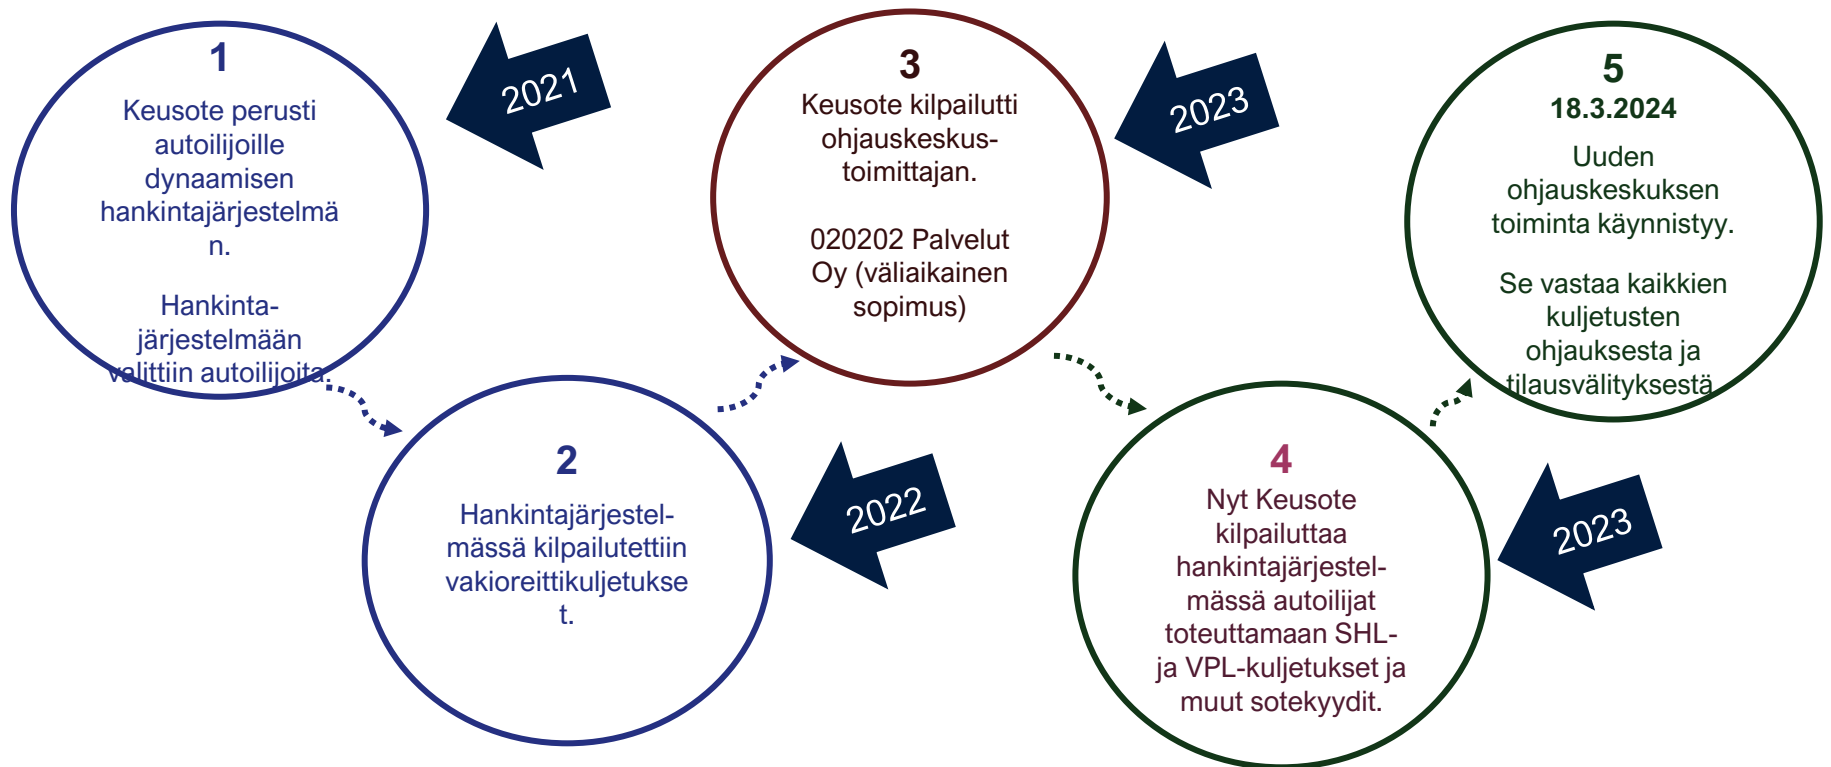 1
Keusote perusti
autoilijoille
dynaamisen
hankintajärjestelmä
n.
Hankinta-
järjestelmään
valittiin autoilijoita.
2021
2
Hankintajärjestel-
mässä kilpailutettiin
vakioreittikuljetukse
t.
2022
3
Keusote kilpailutti
ohjauskeskus-
toimittajan.
020202 Palvelut
Oy (väliaikainen
sopimus)
2023
4
Nyt Keusote
kilpailuttaa
hankintajärjestel-
mässä autoilijat
toteuttamaan SHL-
ja VPL-kuljetukset ja
muut sotekyydit.
2023
5
18.3.2024
Uuden
ohjauskeskuksen
toiminta käynnistyy.
Se vastaa kaikkien
kuljetusten
ohjauksesta ja
tilausvälityksestä